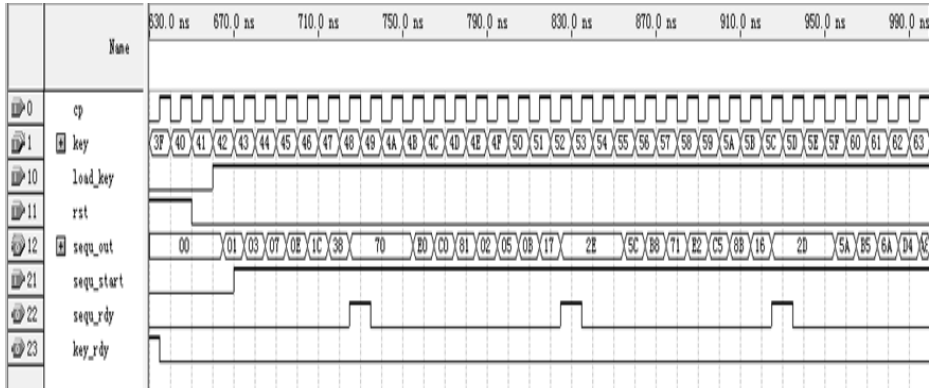 630.0 ns 670.0 ns 710.0 ns 750.0 ns 790.0 ns 830.0 ns 870.0 ns 910.0 ns 950.0 ns 990.0 ns
Name
0 cp
1 key 3F 40 41 42 43 44 45 46 47 48 49 4A 4B 4C 4D 4E 4F 50 51 52 53 54 55 56 57 58 59 5A 5B 5C 5D 5E 5F 60 61 62 63
10 load_key
11 rst
12 sequ_out 00 01 03 07 0E 1C 38 70 E0 C0 81 02 05 0B 17 2E 5C B8 71 E2 C5 8B 16 2D 5A B5 6A D4
21 sequ_start
22 sequ_rdy
23 key_rdy